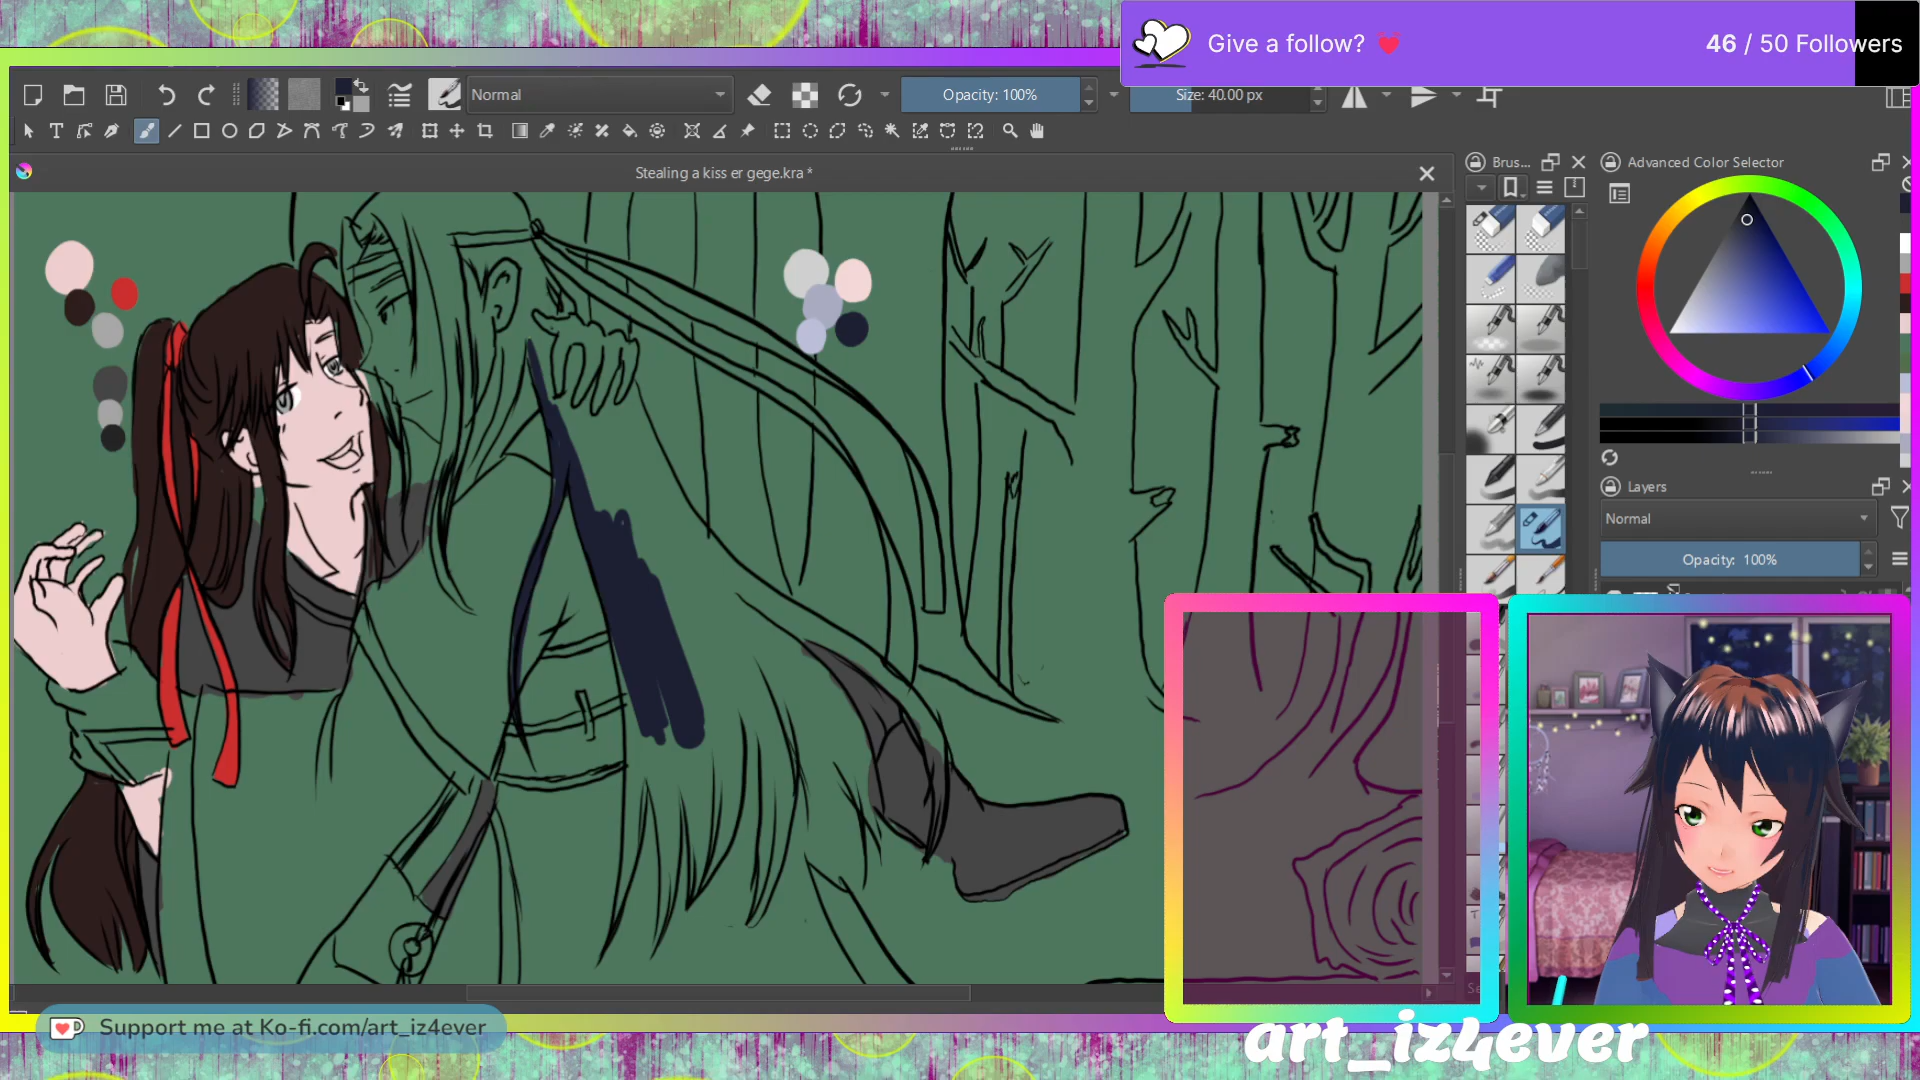 Give a follow?
46 / 50 Followers
Normal
Opacity: 100%
Size: 40.00 px
Stealing a kiss er gege.kra *
Brus...
Advanced Color Selector
Layers
Normal
Opacity: 100%
Support me at Ko-fi.com/art_iz4ever
art_iz4ever